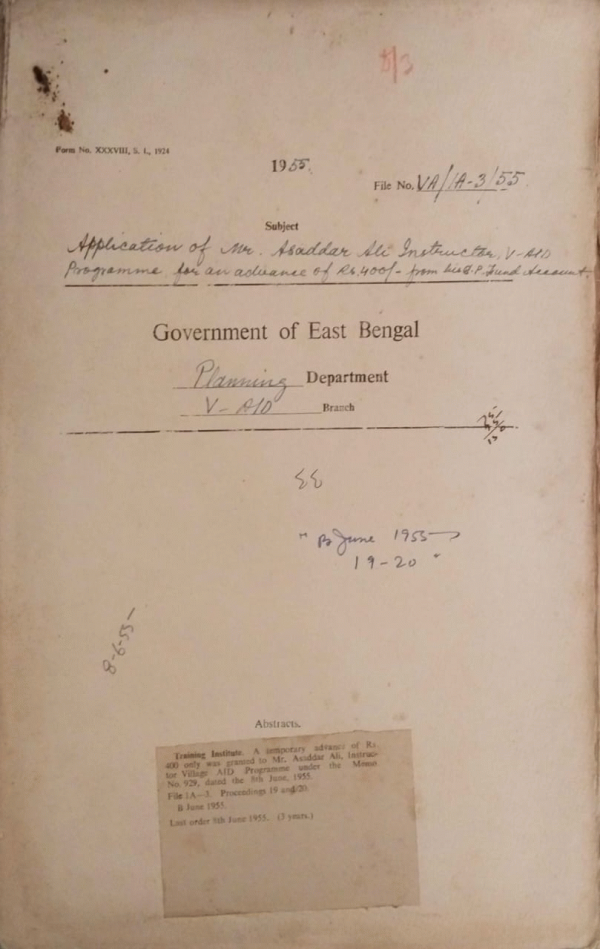 Form No. XXXVIII, S. I., 1924
1955.
File No. VA/1A-3/55.
Subject
Application of Mr. Asaddar Ali Instructor, V-AID
Programme for an advance of Rs. 400/- from his G.P. Fund Account.
Government of East Bengal
Planning Department
V-AID Branch
"B June 1955
19-20"
8-6-55
Abstracts.
Training Institute. A temporary advance of Rs.
400 only was granted to Mr. Asaddar Ali, Instruc-
tor Village AID Programme under the Memo
No. 929, dated the 8th June, 1955.
File 1A—3. Proceedings 19 and 20.
B June 1955.
Last order 8th June 1955. (3 years.)